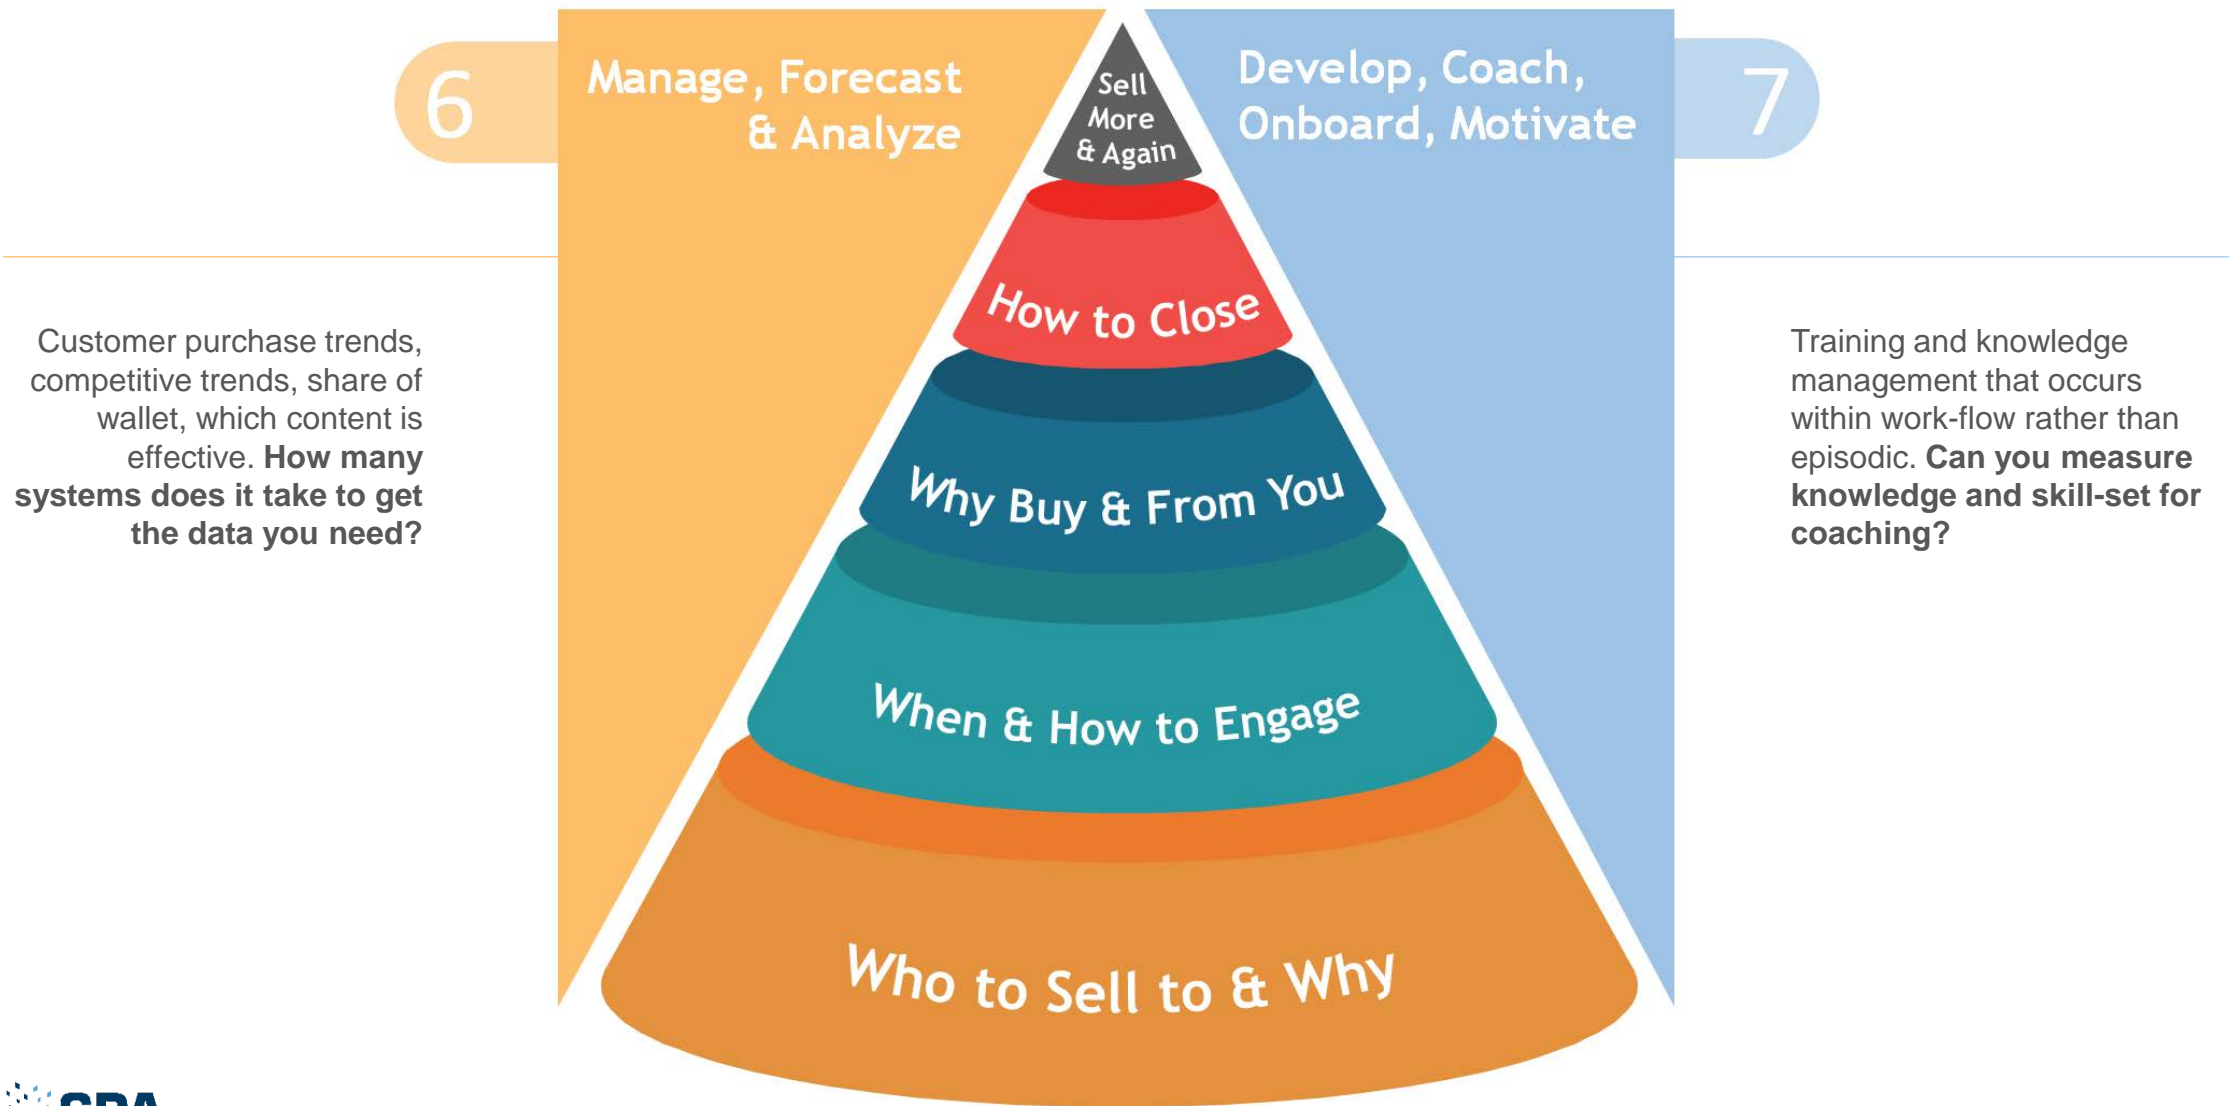 6
Manage, Forecast
& Analyze
Sell
More
& Again
Develop, Coach,
Onboard, Motivate
7
How to Close
Why Buy & From You
When & How to Engage
Who to Sell to & Why
Customer purchase trends,
competitive trends, share of
wallet, which content is
effective. How many
systems does it take to get
the data you need?
Training and knowledge
management that occurs
within work-flow rather than
episodic. Can you measure
knowledge and skill-set for
coaching?